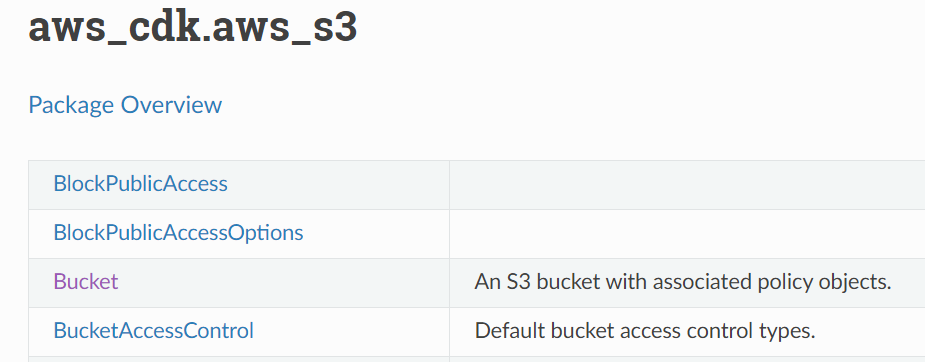 aws_cdk.aws_s3
Package Overview
BlockPublicAccess
BlockPublicAccessOptions
Bucket An S3 bucket with associated policy objects.
BucketAccessControl Default bucket access control types.